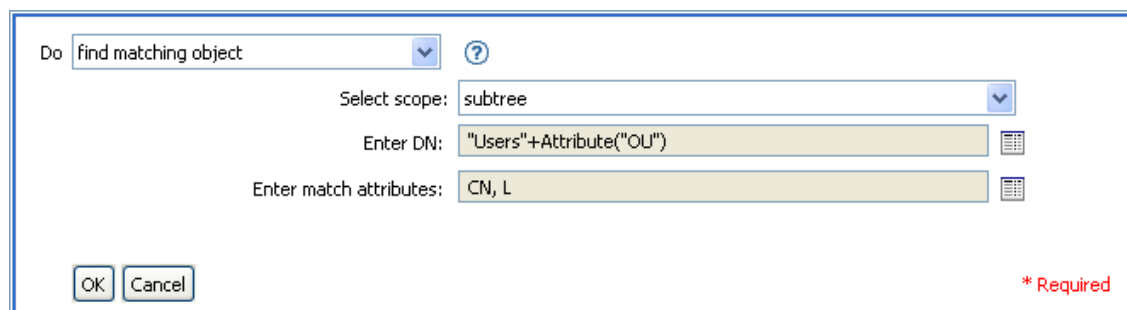 Do find matching object ?
Select scope: subtree
Enter DN: "Users"+Attribute("OU")
Enter match attributes: CN, L
OK Cancel * Required